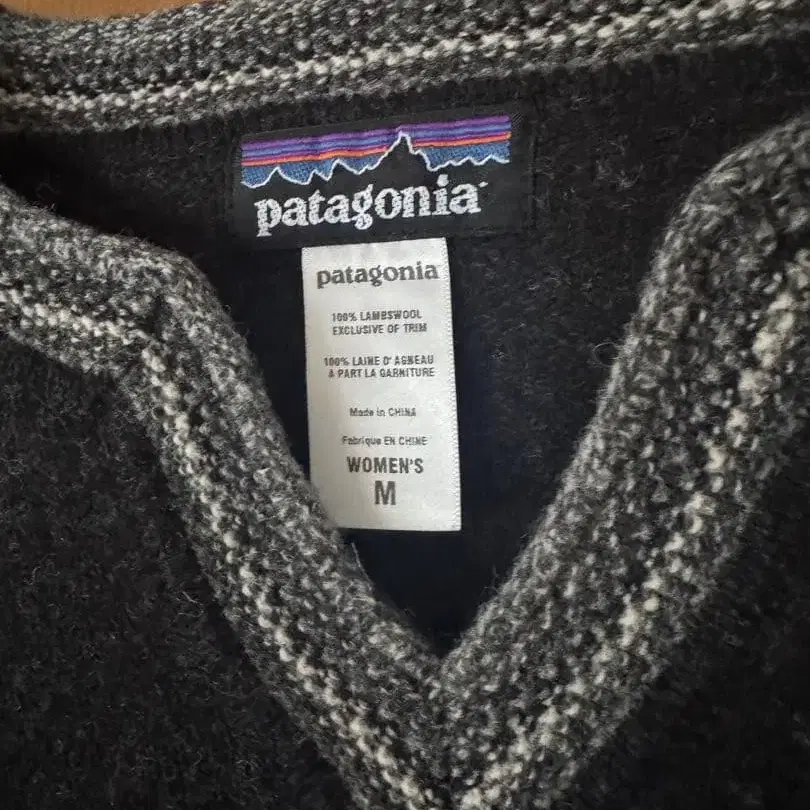 patagonia
patagonia
100% LAMBSWOOL
EXCLUSIVE OF TRIM
100% LAINE D'AGNEAU
À PART LA GARNITURE
Made in CHINA
Fabriqué EN CHINE
WOMEN'S
M